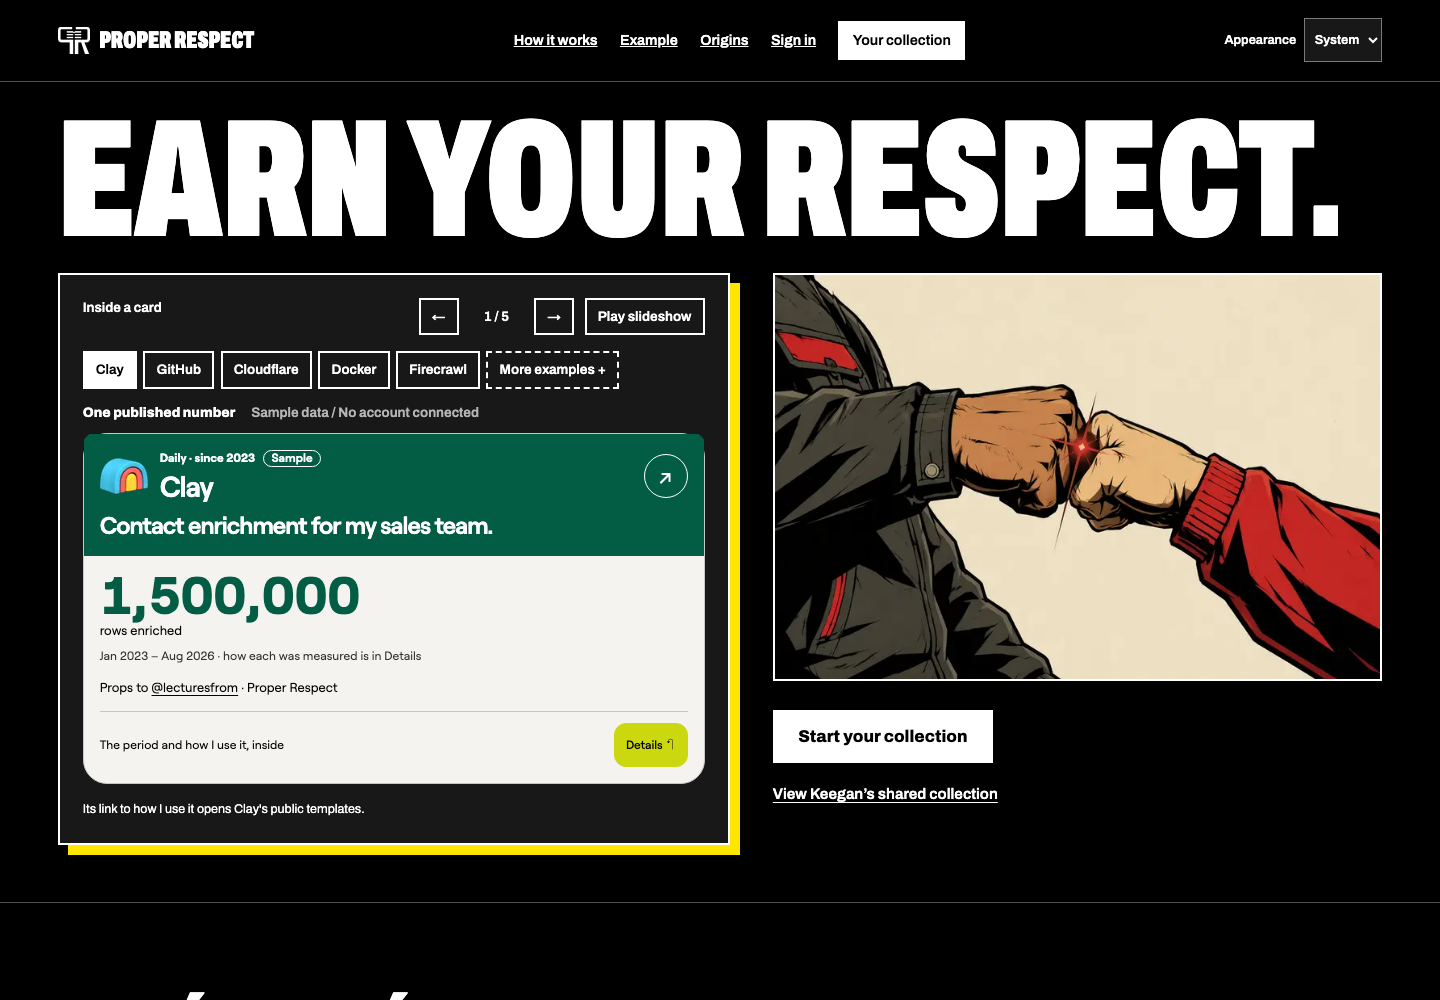 PROPER RESPECT
How it works Example Origins Sign in Your collection
Appearance System
EARN YOUR RESPECT.
Inside a card
← 1 / 5 → Play slideshow
Clay GitHub Cloudflare Docker Firecrawl More examples +
One published number Sample data / No account connected
Daily · since 2023 Sample
Clay
Contact enrichment for my sales team.
1,500,000
rows enriched
Jan 2023 – Aug 2026 · how each was measured is in Details
Props to @lecturesfrom · Proper Respect
The period and how I use it, inside
Details
Its link to how I use it opens Clay's public templates.
Start your collection
View Keegan’s shared collection